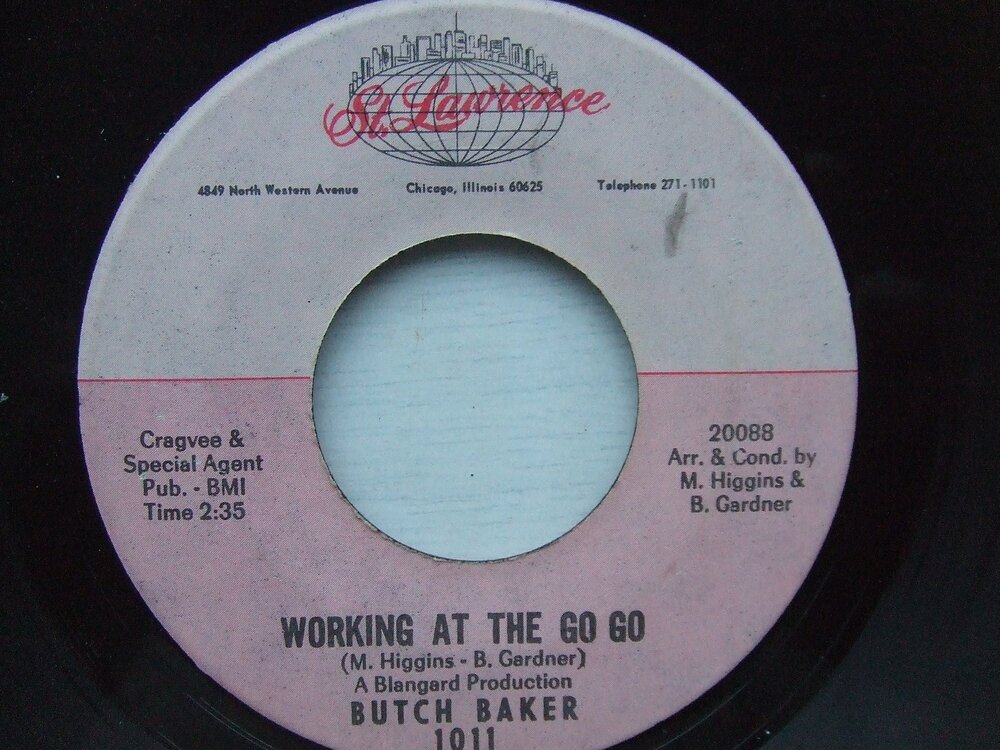 St. Lawrence
4849 North Western Avenue Chicago, Illinois 60625 Telephone 271-1101
Cragvee &
Special Agent
Pub. - BMI
Time 2:35
20088
Arr. & Cond. by
M. Higgins &
B. Gardner
WORKING AT THE GO GO
(M. Higgins - B. Gardner)
A Blangard Production
BUTCH BAKER
1011